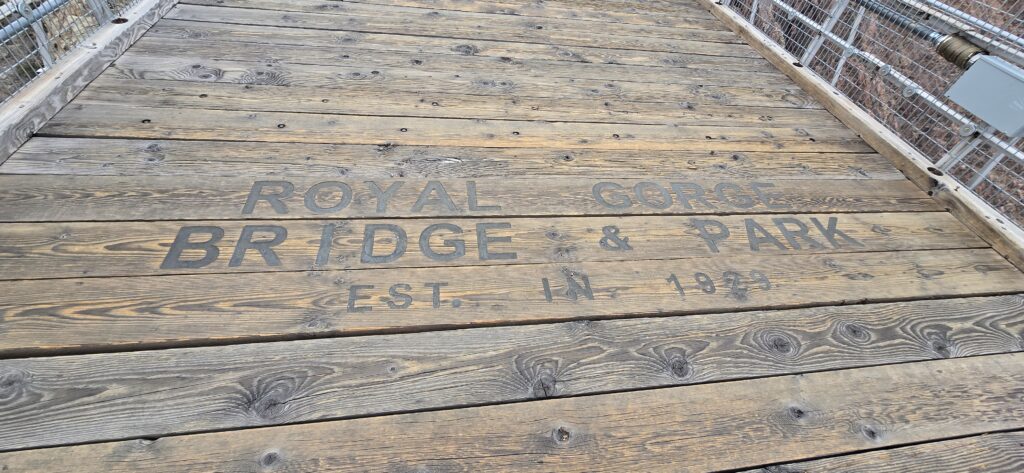 ROYAL GORGE
BRIDGE & PARK
EST. IN 1929